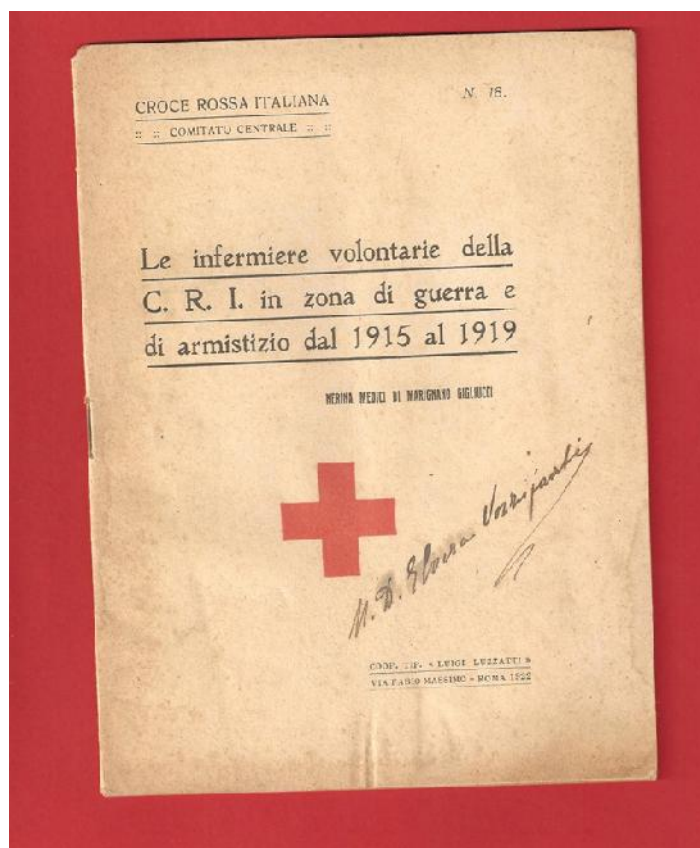 CROCE ROSSA ITALIANA
N. 18.
:: :: COMITATO CENTRALE :: ::
Le infermiere volontarie della
C. R. I. in zona di guerra e
di armistizio dal 1915 al 1919
NERINA MEDICI DI MARIGNANO GIGLIUCCI
N. D. Elvira
COOP. TIP. « LUIGI LUZZATTI »
VIA FABIO MASSIMO - ROMA 1922